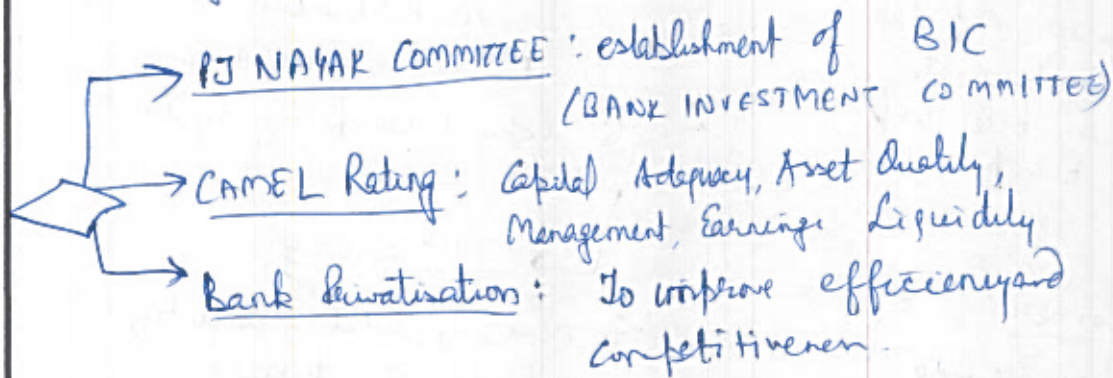 PJ NAYAK COMMITTEE : establishment of BIC
(BANK INVESTMENT COMMITTEE)
CAMEL Rating : Capital Adequacy, Asset Quality,
Management, Earnings Liquidity
Bank Privatisation : To improve efficiency and
competitiveness.